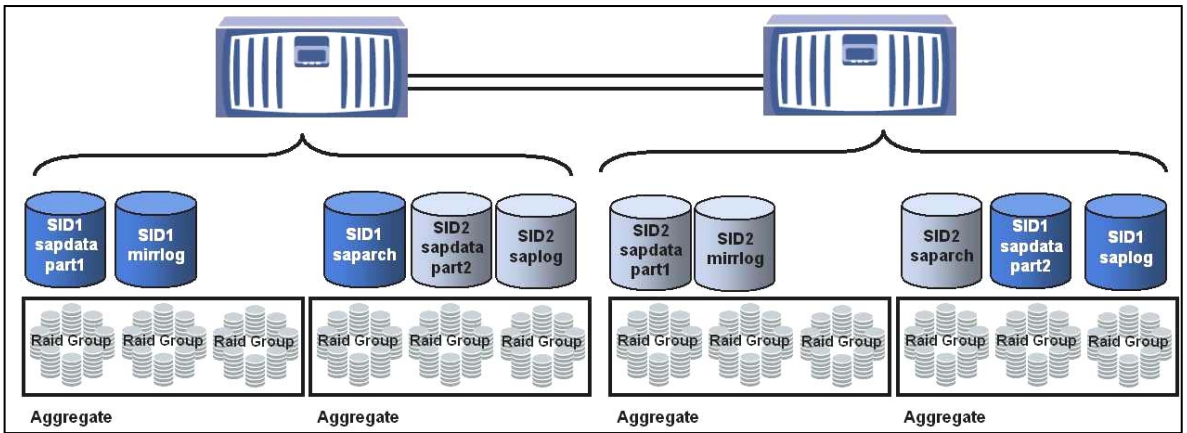 SID1
sapdata
part1
SID1
mirrlog
SID1
saparch
SID2
sapdata
part2
SID2
saplog
SID2
sapdata
part1
SID2
mirrlog
SID2
saparch
SID1
sapdata
part2
SID1
saplog
Raid Group
Raid Group
Raid Group
Raid Group
Raid Group
Raid Group
Raid Group
Raid Group
Raid Group
Raid Group
Raid Group
Raid Group
Aggregate
Aggregate
Aggregate
Aggregate